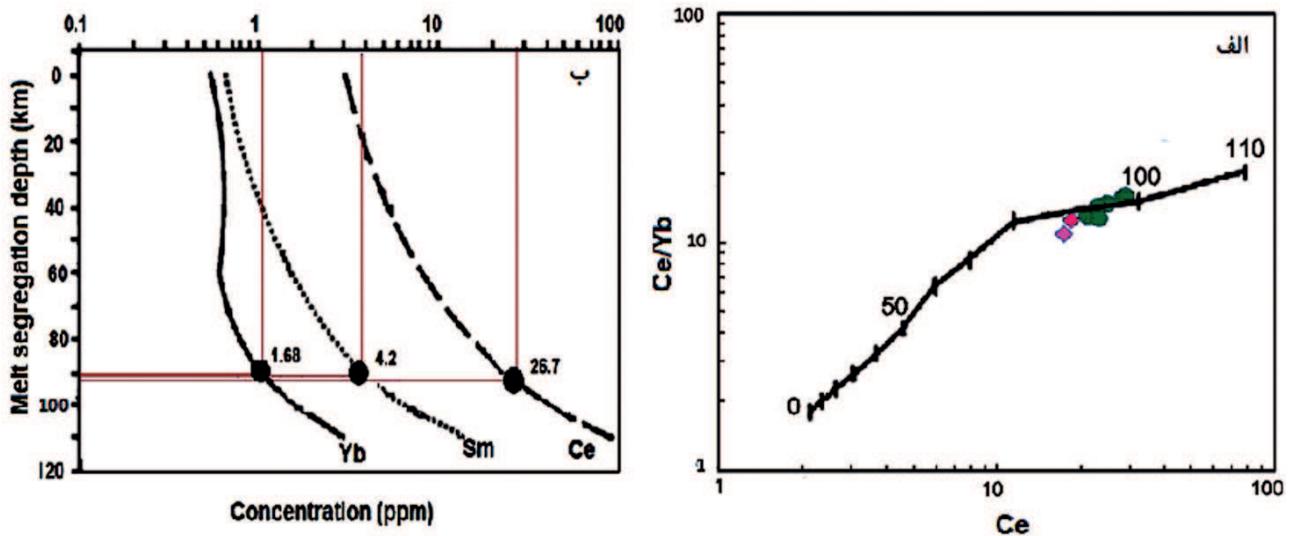 0.1 1 10 100
ب
Melt segregation depth (km)
0
20
40
60
80
100
120
1.68
4.2
26.7
Yb
Sm
Ce
Concentration (ppm)
الف
Ce/Yb
100
10
1
0
50
100
110
1 10 100
Ce